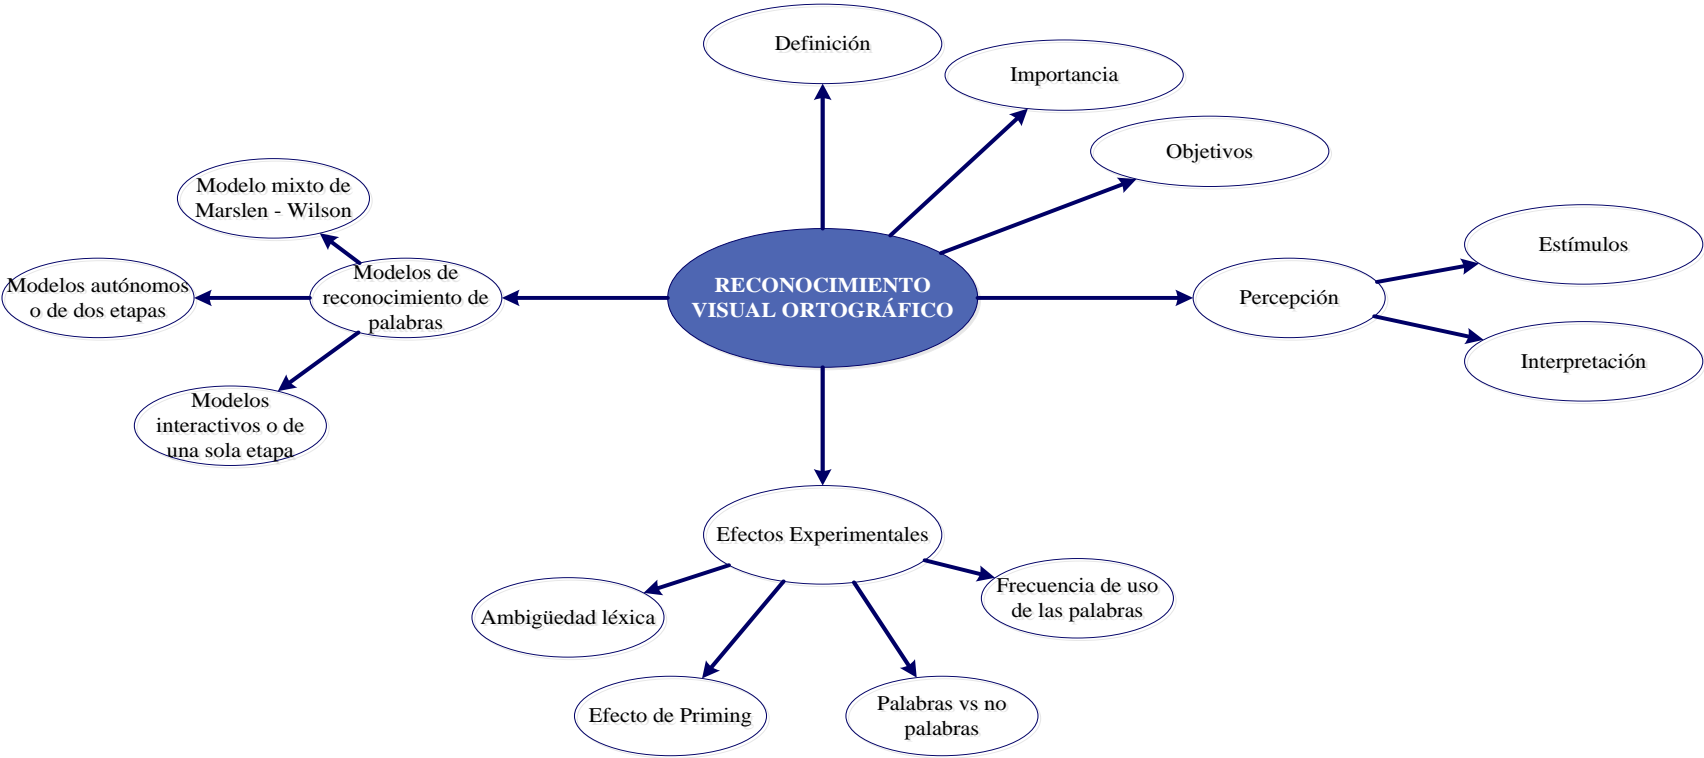 Definición
Importancia
Objetivos
Modelo mixto de
Marslen - Wilson
Modelos autónomos
o de dos etapas
Modelos de
reconocimiento de
palabras
Modelos
interactivos o de
una sola etapa
RECONOCIMIENTO
VISUAL ORTOGRÁFICO
Percepción
Estímulos
Interpretación
Efectos Experimentales
Ambigüedad léxica
Efecto de Priming
Palabras vs no
palabras
Frecuencia de uso
de las palabras